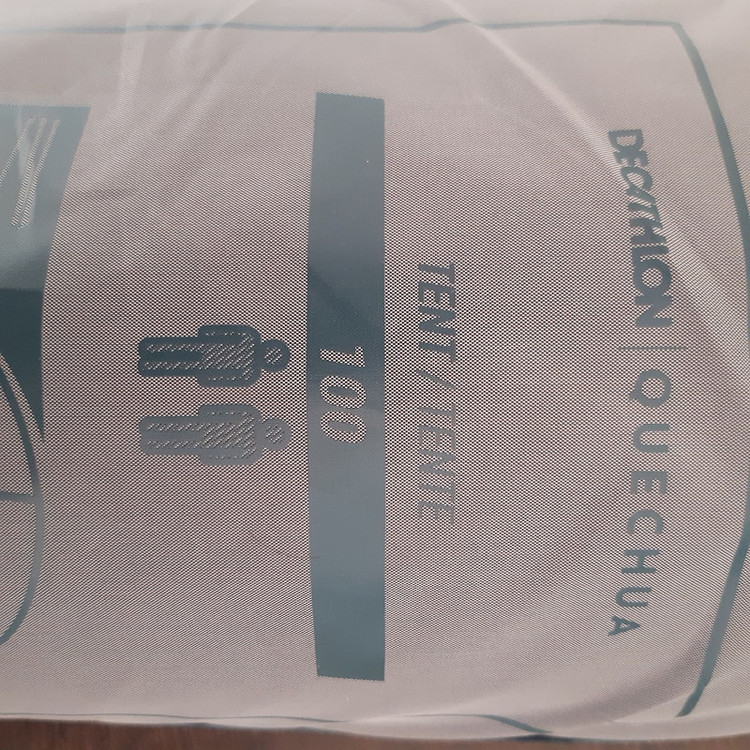 DECATHLON | QUECHUA
TENT / TENTE
100